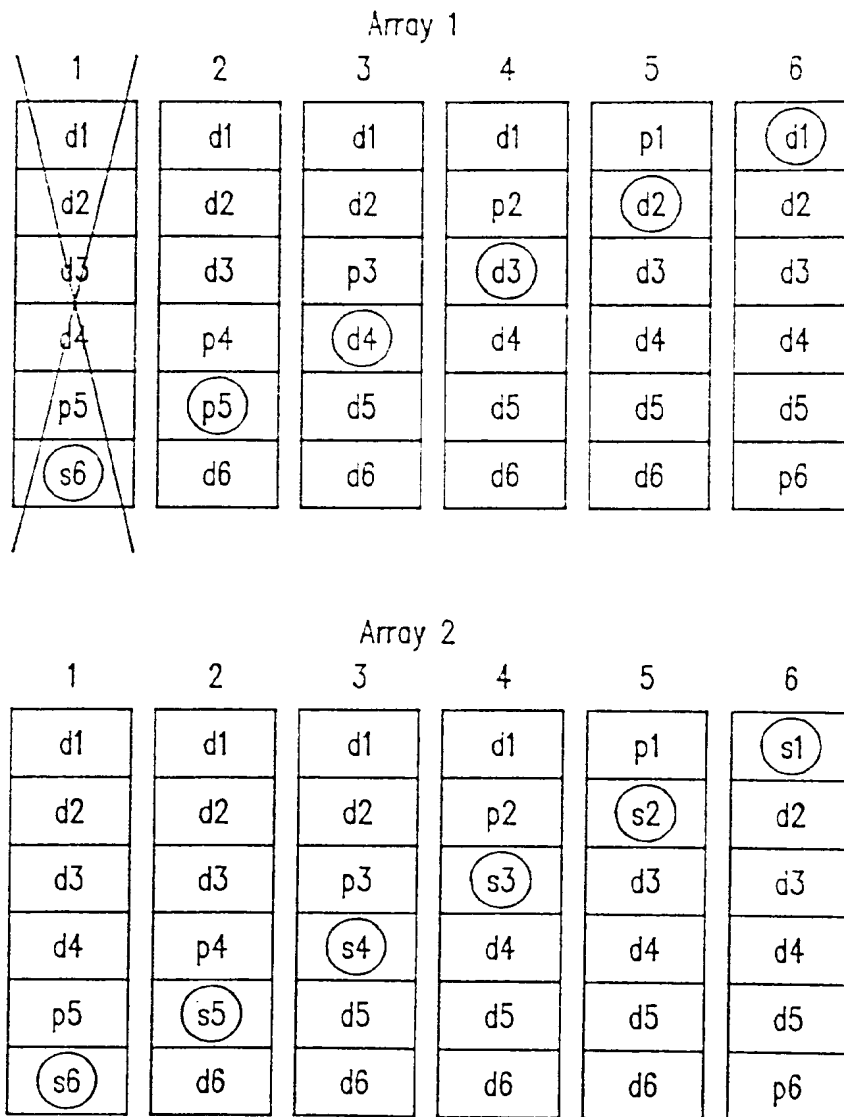 Array 1
1 2 3 4 5 6
d1 d1 d1 d1 p1 d1
d2 d2 d2 p2 d2 d2
d3 d3 p3 d3 d3 d3
d4 p4 d4 d4 d4 d4
p5 p5 d5 d5 d5 d5
s6 d6 d6 d6 d6 p6
Array 2
1 2 3 4 5 6
d1 d1 d1 d1 p1 s1
d2 d2 d2 p2 s2 d2
d3 d3 p3 s3 d3 d3
d4 p4 s4 d4 d4 d4
p5 s5 d5 d5 d5 d5
s6 d6 d6 d6 d6 p6